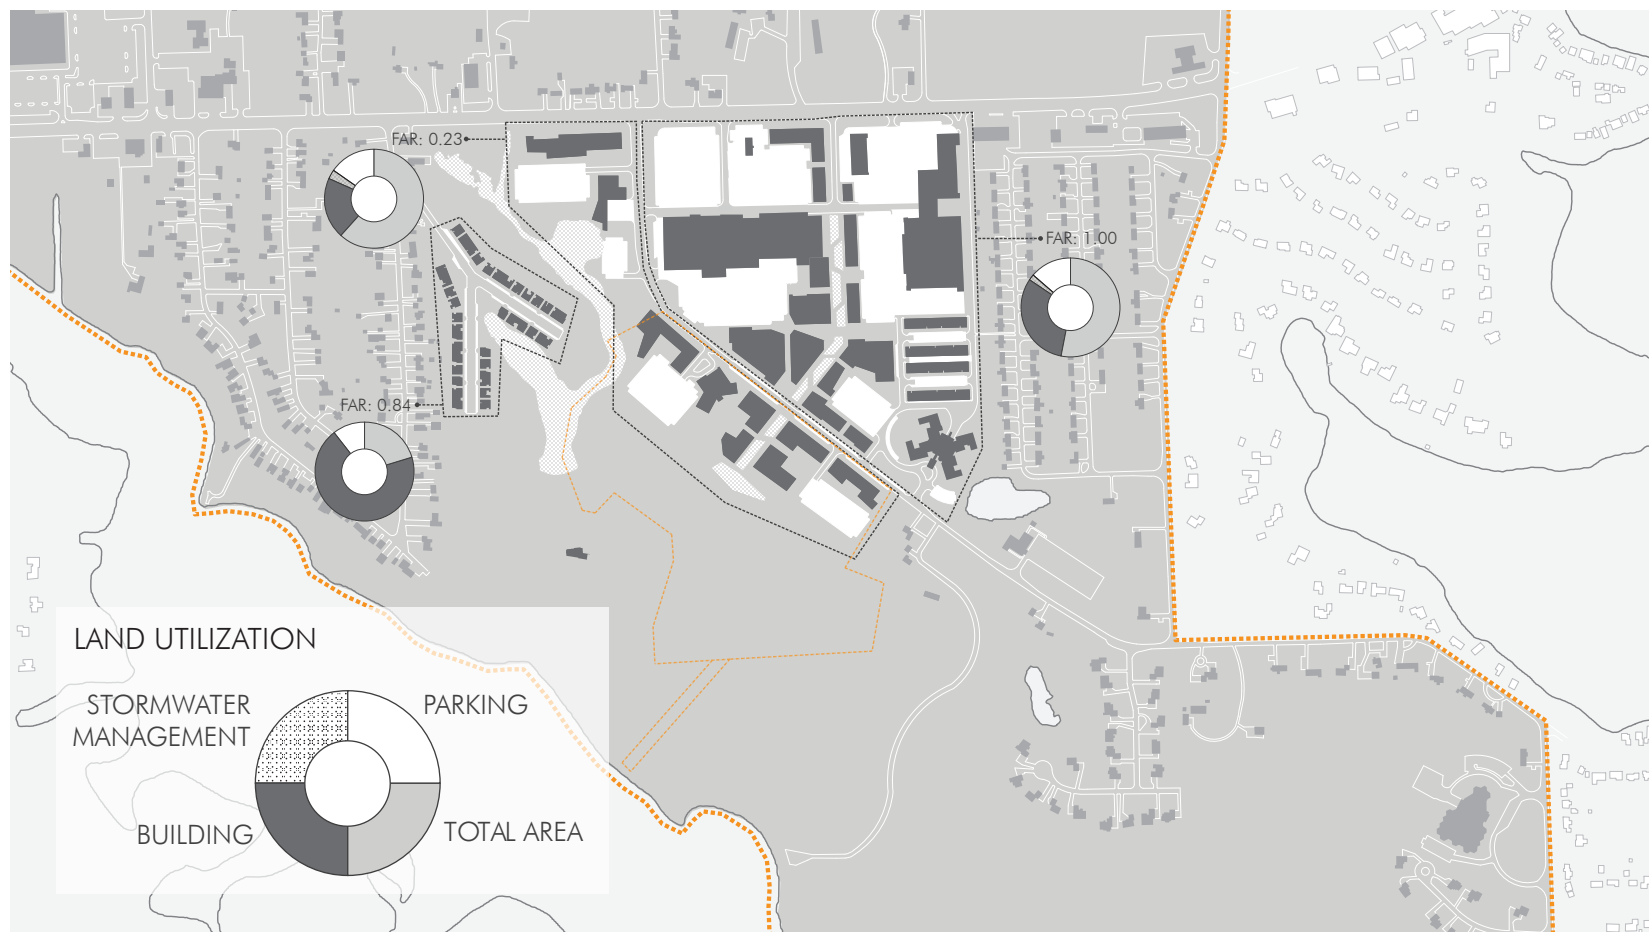 FAR: 0.23
FAR: 1.00
FAR: 0.84
LAND UTILIZATION
STORMWATER
MANAGEMENT
PARKING
BUILDING
TOTAL AREA